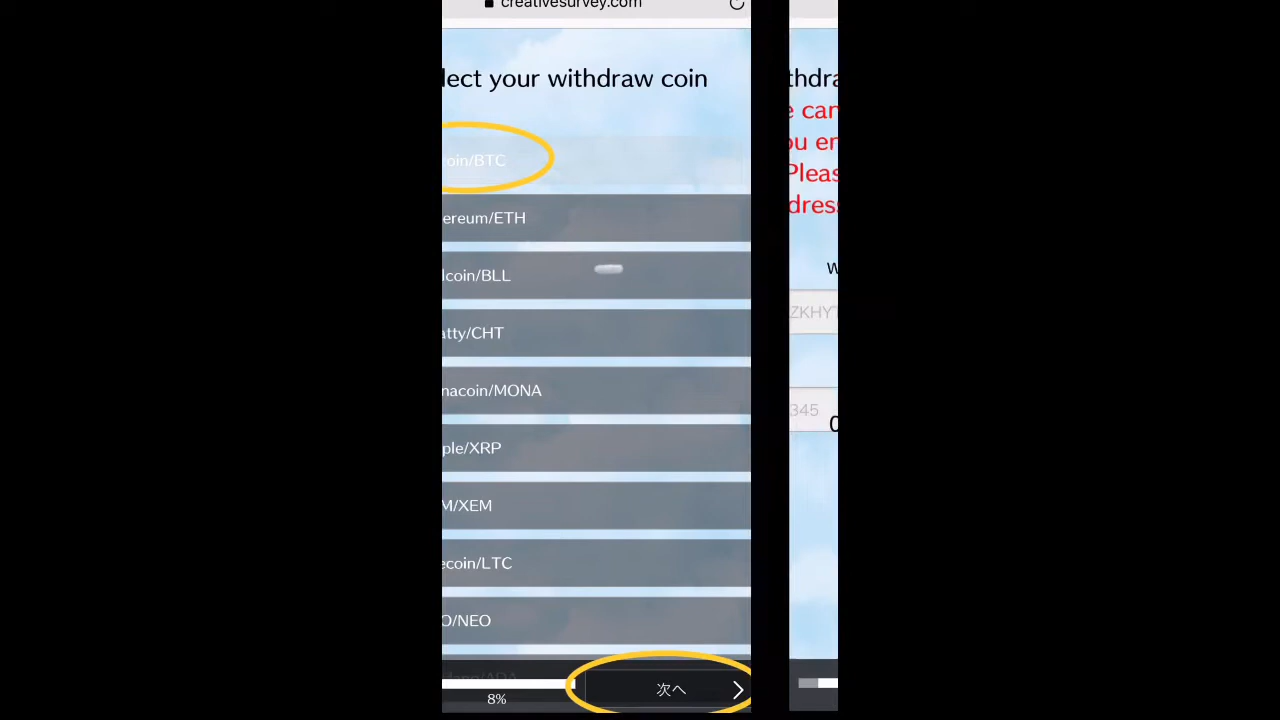 creativesurvey.com
lect your withdraw coin
oin/BTC
ereum/ETH
lcoin/BLL
atty/CHT
nacoin/MONA
ple/XRP
M/XEM
ecoin/LTC
O/NEO
8%
次へ
thdra
e can
ou en
Pleas
dress
W
ZKHY
345